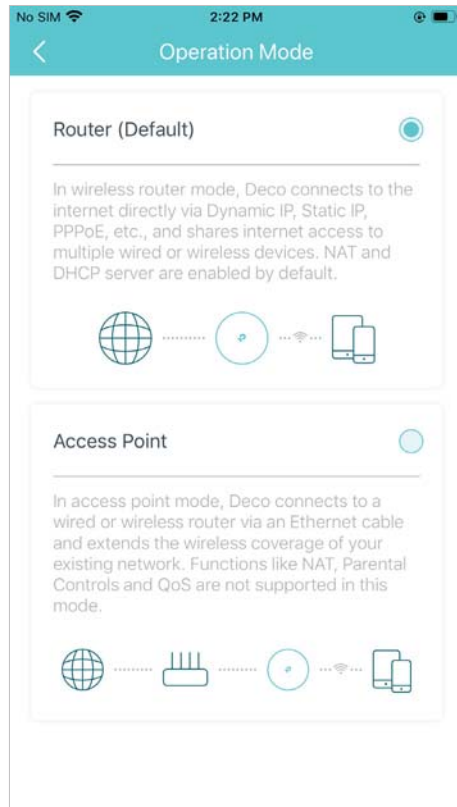 No SIM 2:22 PM
Operation Mode
Router (Default)
In wireless router mode, Deco connects to the
internet directly via Dynamic IP, Static IP,
PPPoE, etc., and shares internet access to
multiple wired or wireless devices. NAT and
DHCP server are enabled by default.
Access Point
In access point mode, Deco connects to a
wired or wireless router via an Ethernet cable
and extends the wireless coverage of your
existing network. Functions like NAT, Parental
Controls and QoS are not supported in this
mode.